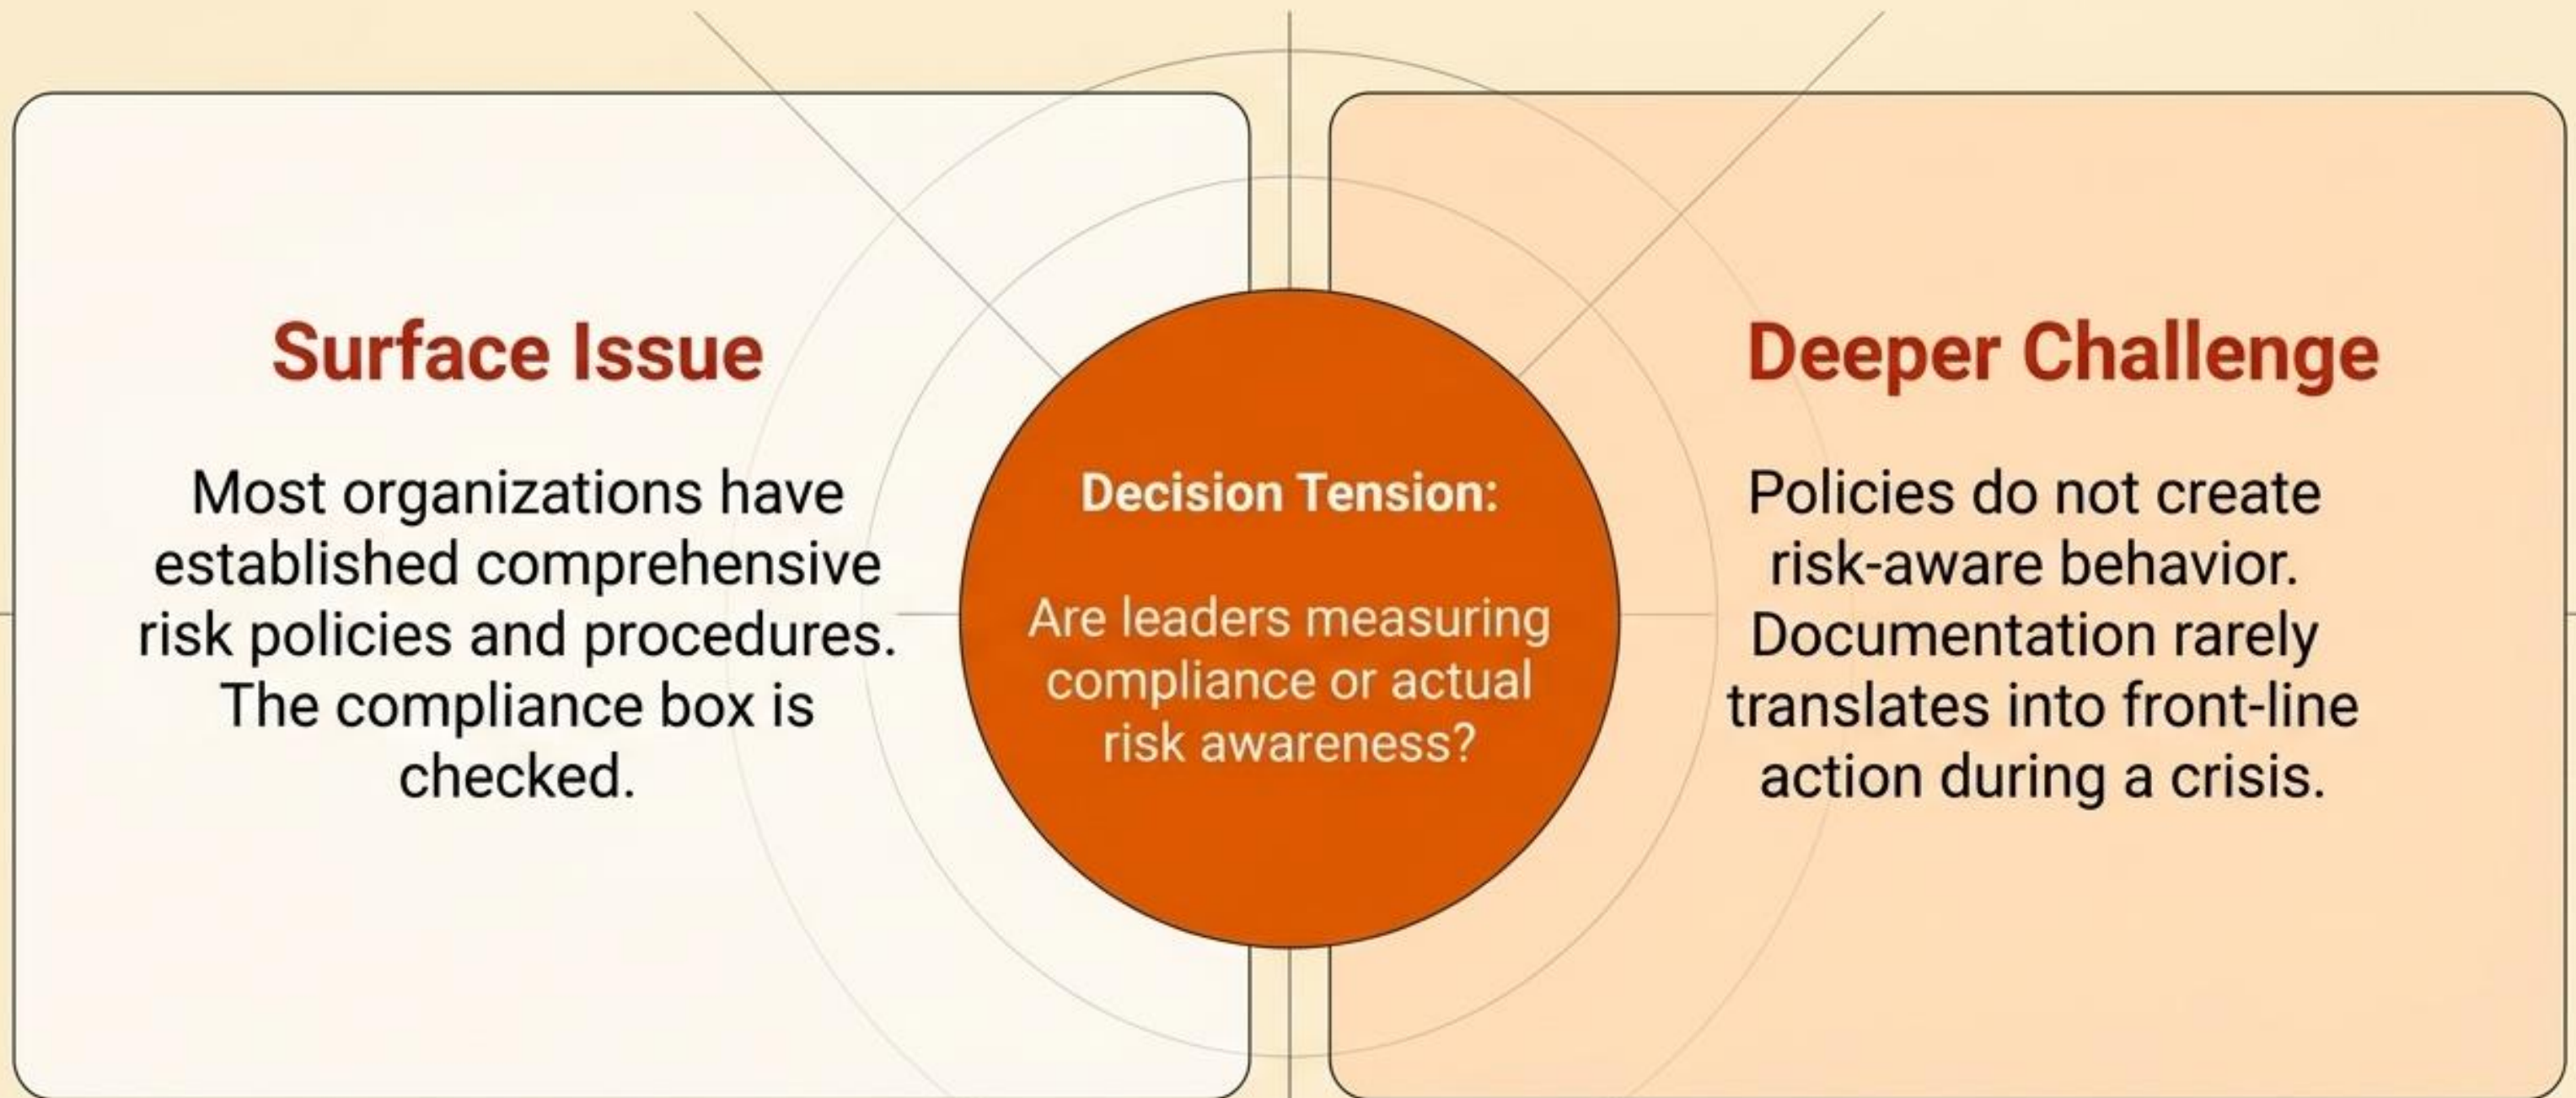 Surface Issue
Most organizations have
established comprehensive
risk policies and procedures.
The compliance box is
checked.
Decision Tension:
Are leaders measuring
compliance or actual
risk awareness?
Deeper Challenge
Policies do not create
risk-aware behavior.
Documentation rarely
translates into front-line
action during a crisis.